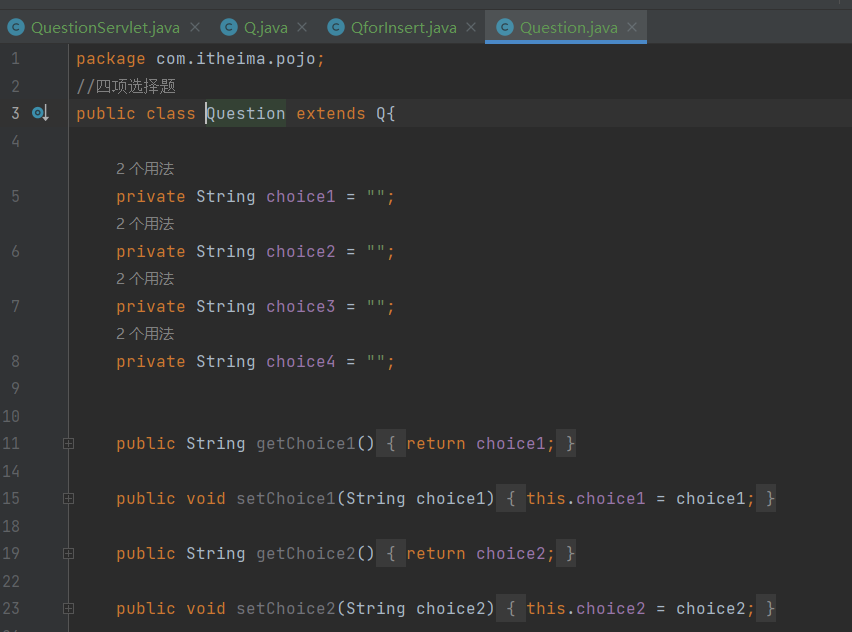 QuestionServlet.java Q.java QforInsert.java Question.java
1 package com.itheima.pojo;
2 //四项选择题
3 public class Question extends Q{
4
2 个用法
5 private String choice1 = "";
2 个用法
6 private String choice2 = "";
2 个用法
7 private String choice3 = "";
2 个用法
8 private String choice4 = "";
9
10
11 public String getChoice1() { return choice1; }
14
15 public void setChoice1(String choice1) { this.choice1 = choice1; }
18
19 public String getChoice2() { return choice2; }
22
23 public void setChoice2(String choice2) { this.choice2 = choice2; }